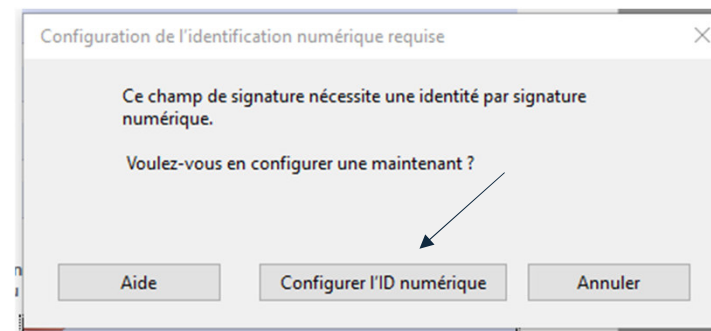 Configuration de l'identification numérique requise
Ce champ de signature nécessite une identité par signature
numérique.
Voulez-vous en configurer une maintenant ?
Aide
Configurer l'ID numérique
Annuler